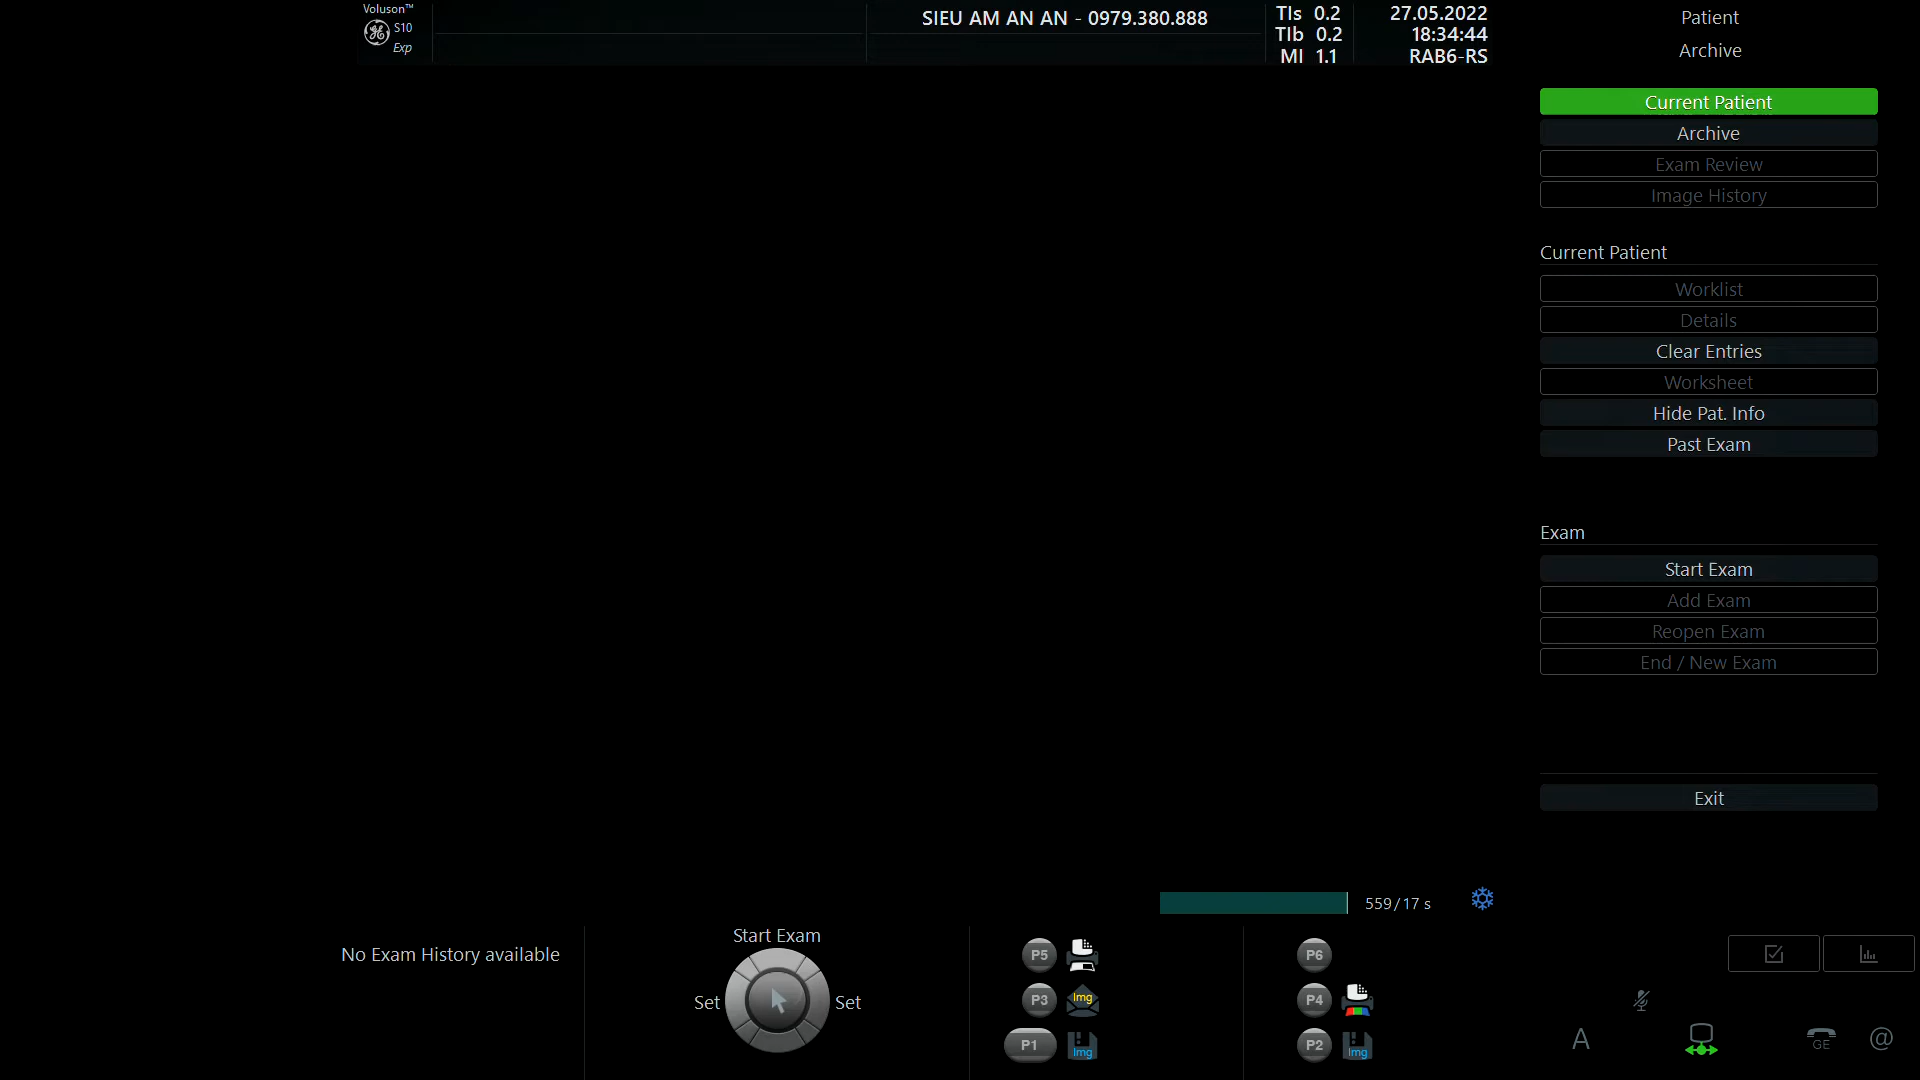 Voluson™
S10
Exp
SIEU AM AN AN - 0979.380.888
TIs 0.2
TIb 0.2
MI 1.1
27.05.2022
18:34:44
RAB6-RS
Patient
Archive
Current Patient
Archive
Exam Review
Image History
Current Patient
Worklist
Details
Clear Entries
Worksheet
Hide Pat. Info
Past Exam
Exam
Start Exam
Add Exam
Reopen Exam
End / New Exam
Exit
559/17 s
No Exam History available
Start Exam
Set
Set
P5
P3
Img
P1
Img
P6
P4
P2
Img
A
GE
@